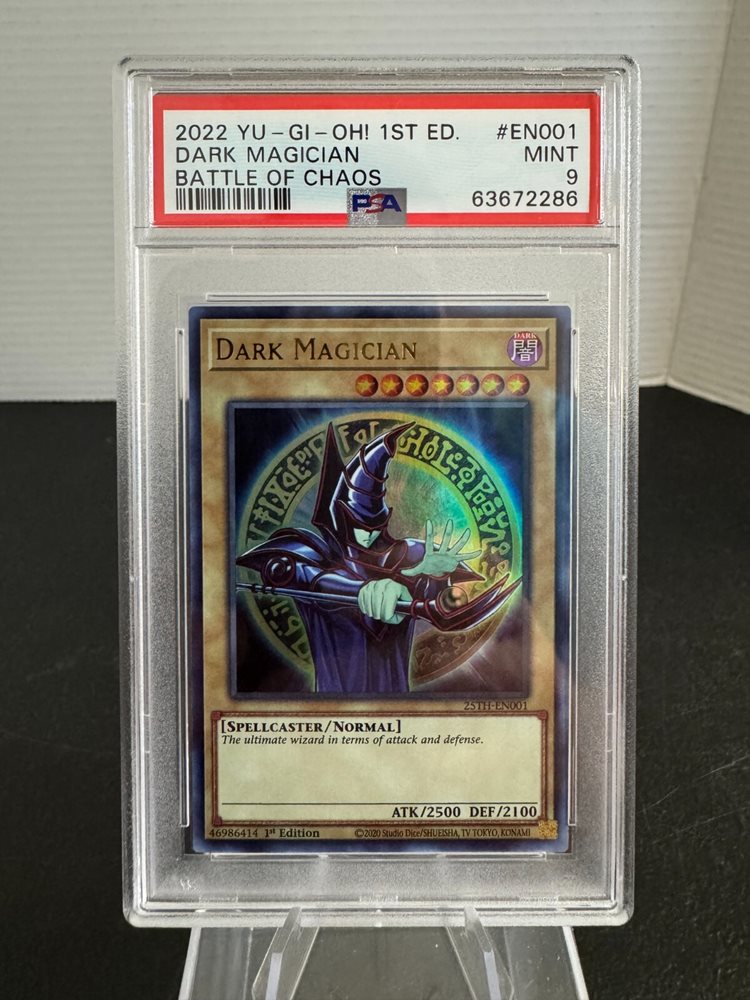 2022 YU-GI-OH! 1ST ED. #EN001
DARK MAGICIAN MINT
BATTLE OF CHAOS 9
PSA 63672286
DARK MAGICIAN
DARK
闇
25TH-EN001
[SPELLCASTER/NORMAL]
The ultimate wizard in terms of attack and defense.
ATK/2500 DEF/2100
46986414 1st Edition ©2020 Studio Dice/SHUEISHA, TV TOKYO, KONAMI